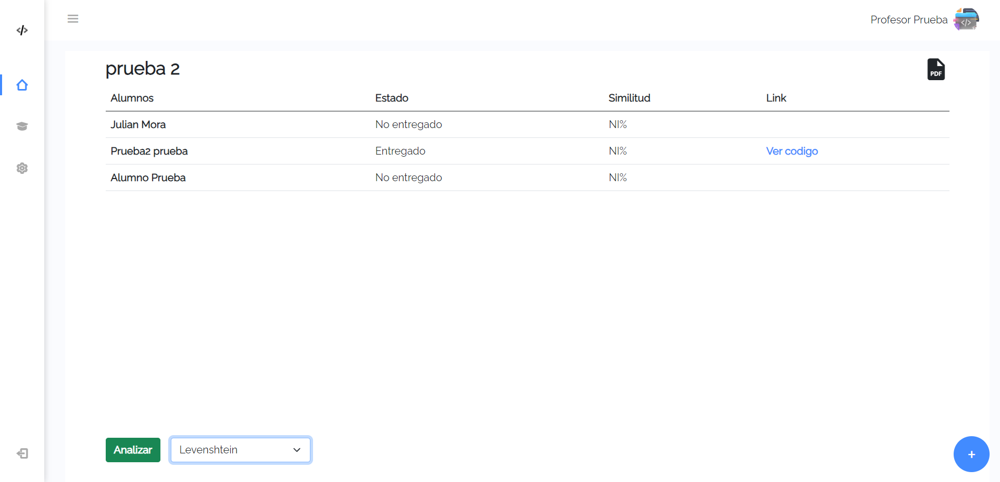 </>
Profesor Prueba
</>
prueba 2
PDF
Alumnos Estado Similitud Link
Julian Mora No entregado NI%
Prueba2 prueba Entregado NI% Ver codigo
Alumno Prueba No entregado NI%
Analizar Levenshtein
+